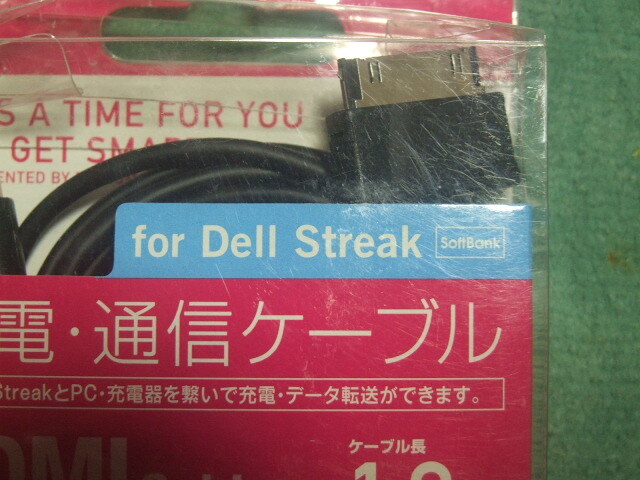 S A TIME FOR YOU
GET SMA
ENTED BY
for Dell Streak SoftBank
電・通信ケーブル
StreakとPC・充電器を繋いで充電・データ転送ができます。
ケーブル長